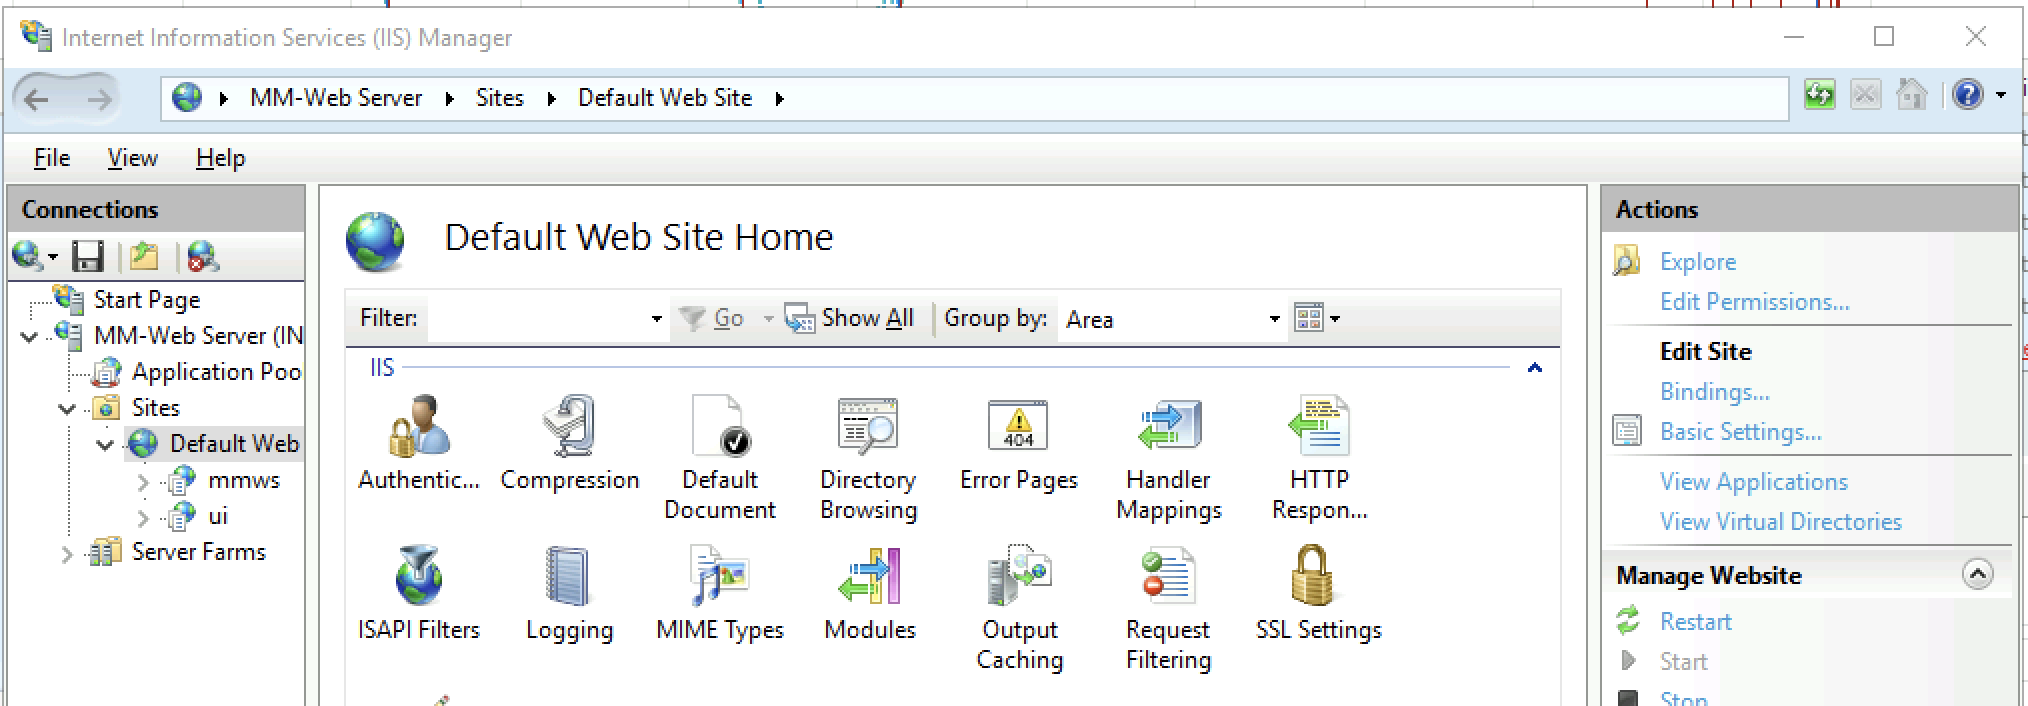 Internet Information Services (IIS) Manager
MM-Web Server
Sites
Default Web Site
File
View
Help
Connections
Start Page
MM-Web Server (IN
Application Poo
Sites
Default Web
mmws
ui
Server Farms
Default Web Site Home
Filter:
Go
Show All
Group by:
Area
IIS
Authentic...
Compression
Default
Document
Directory
Browsing
404
Error Pages
Handler
Mappings
HTTP
Respon...
ISAPI Filters
Logging
MIME Types
Modules
Output
Caching
Request
Filtering
SSL Settings
Actions
Explore
Edit Permissions...
Edit Site
Bindings...
Basic Settings...
View Applications
View Virtual Directories
Manage Website
Restart
Start
Stop